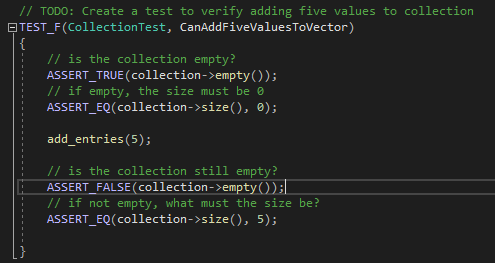 // TODO: Create a test to verify adding five values to collection
TEST_F(CollectionTest, CanAddFiveValuesToVector)
{
// is the collection empty?
ASSERT_TRUE(collection->empty());
// if empty, the size must be 0
ASSERT_EQ(collection->size(), 0);
add_entries(5);
// is the collection still empty?
ASSERT_FALSE(collection->empty());
// if not empty, what must the size be?
ASSERT_EQ(collection->size(), 5);
}